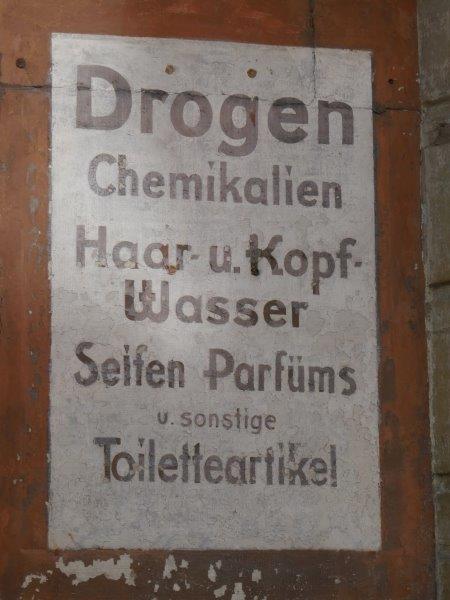 Drogen
Chemikalien
Haar- u. Kopf-
Wasser
Seifen Parfüms
u. sonstige
Toiletteartikel